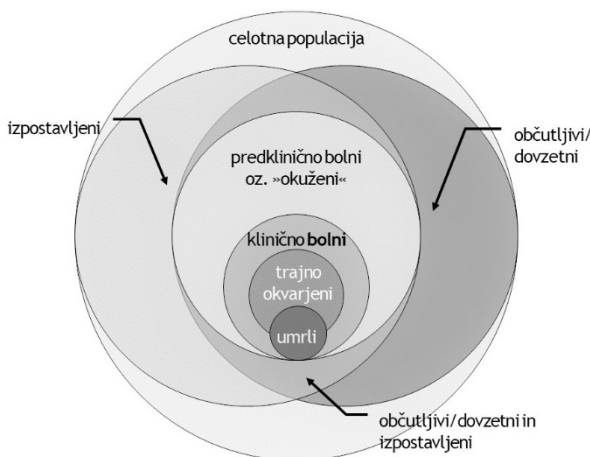 celotna populacija
izpostavljeni
občutljivi/
dovzetni
predklinično bolni
oz. »okuženi«
klinično bolni
trajno
okvarjeni
umrli
občutljivi/dovzetni in
izpostavljeni